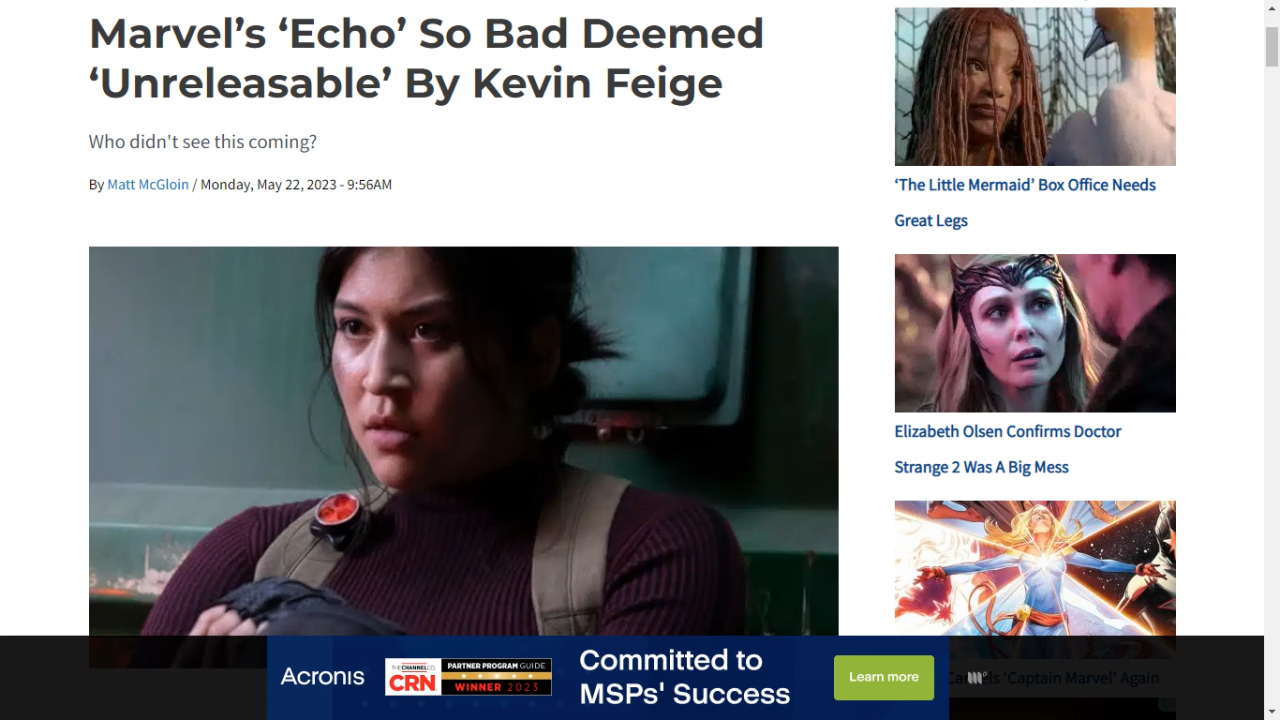 Marvel’s ‘Echo’ So Bad Deemed
‘Unreleasable’ By Kevin Feige
Who didn't see this coming?
By Matt McGloin / Monday, May 22, 2023 - 9:56AM
‘The Little Mermaid’ Box Office Needs
Great Legs
Elizabeth Olsen Confirms Doctor
Strange 2 Was A Big Mess
‘Captain Marvel’ Again
Acronis
THE CHANNEL CO.
CRN
PARTNER PROGRAM GUIDE
WINNER 2023
Committed to
MSPs' Success
Learn more